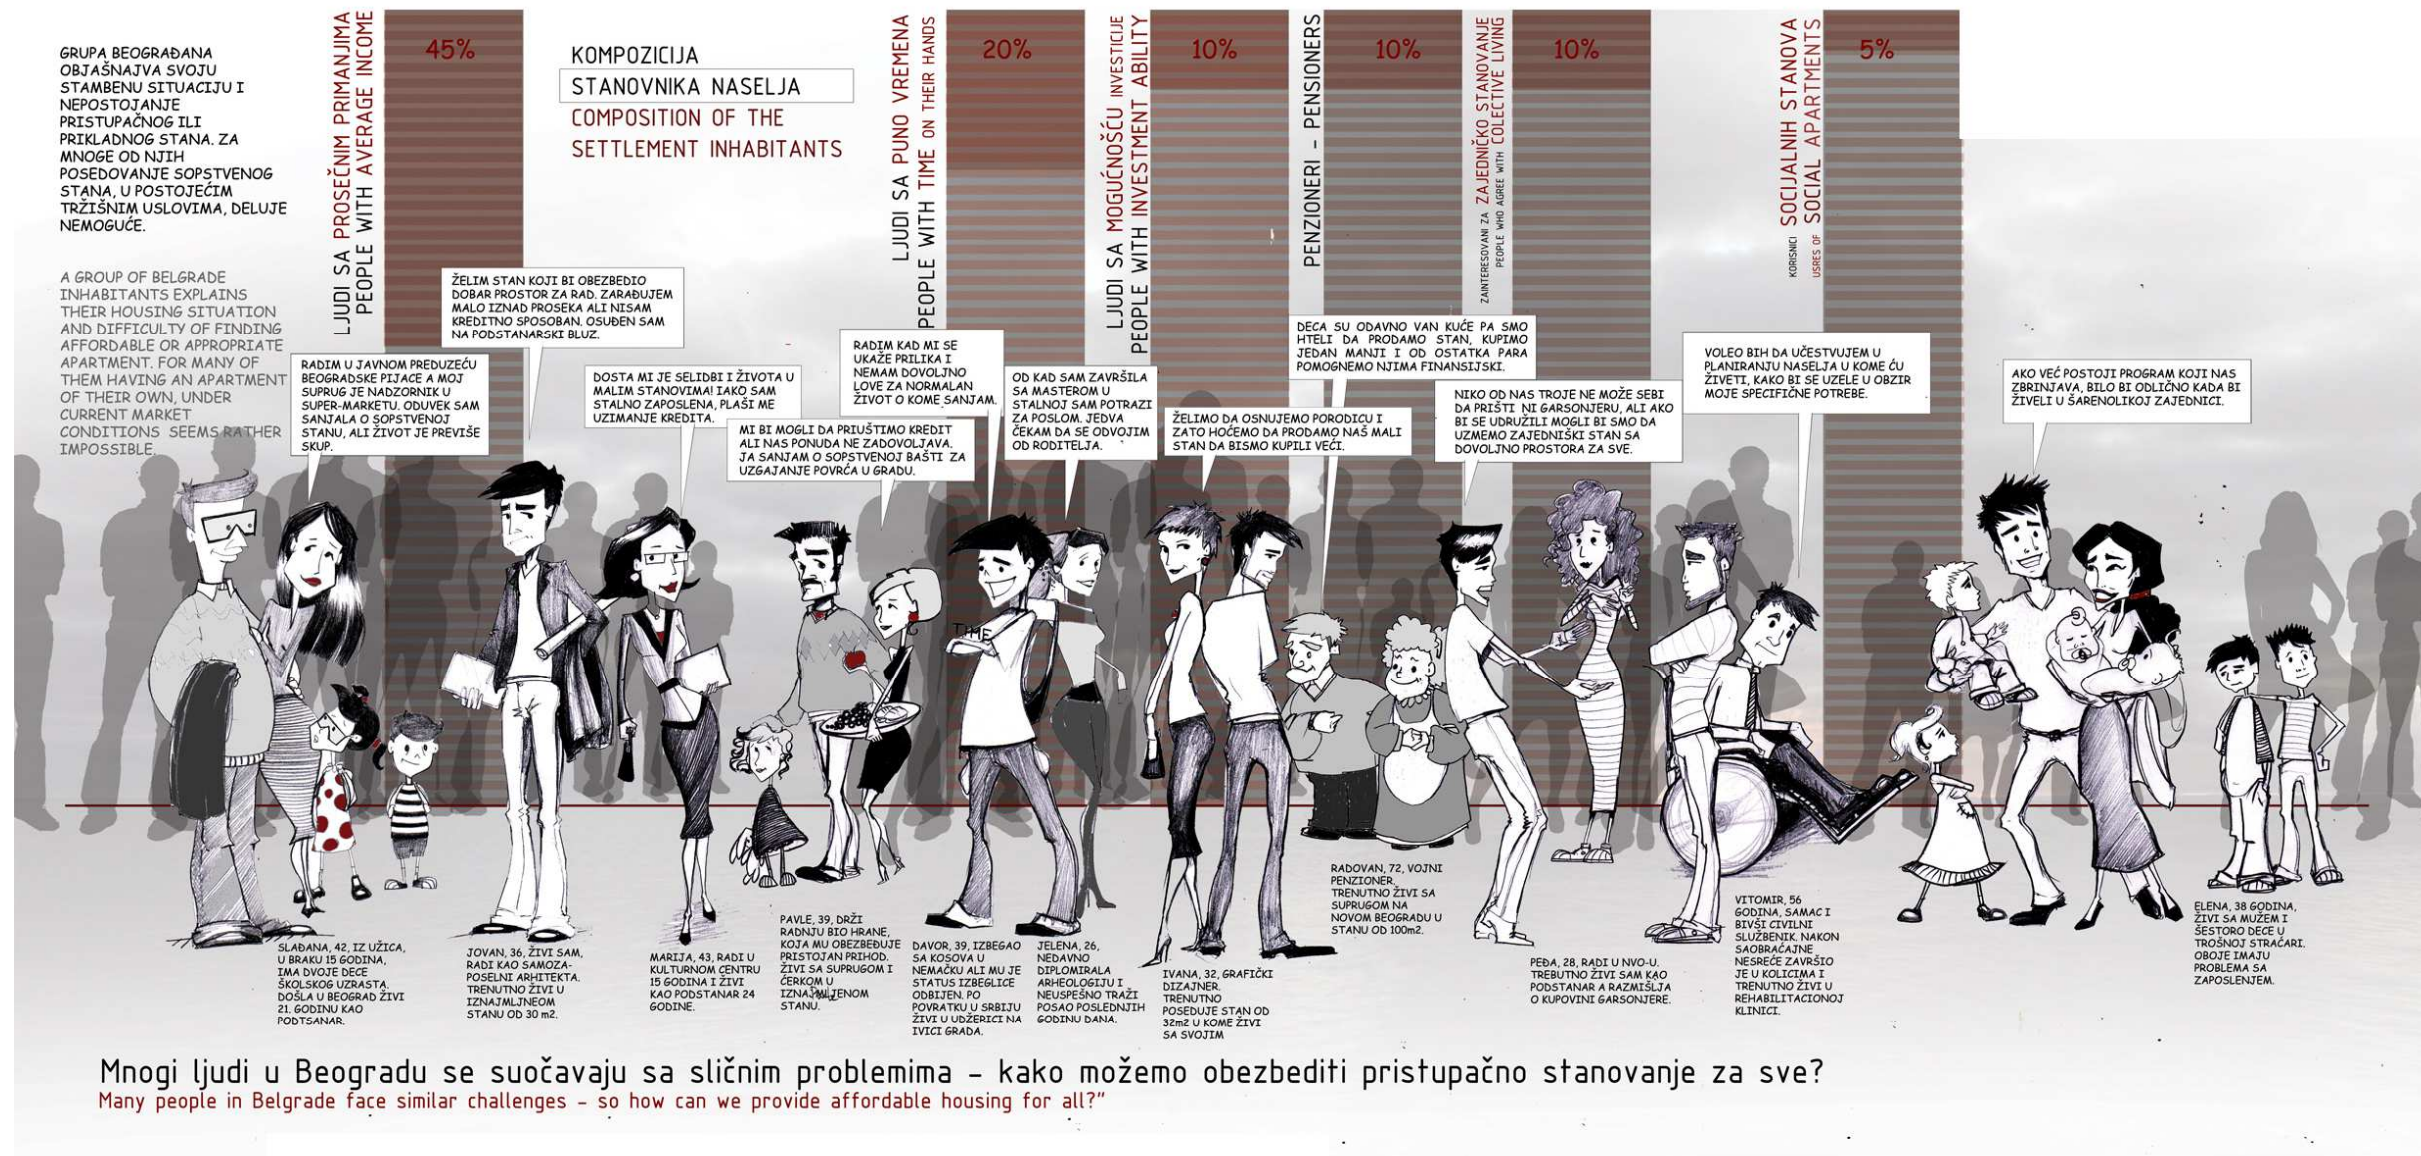 GRUPA BEOGRAĐANA
OBJAŠNAJVA SVOJU
STAMBENU SITUACIJU I
NEPOSTOJANJE
PRISTUPAČNOG ILI
PRIKLADNOG STANA. ZA
MNOGE OD NJIH
POSEDOVANJE SOPSTVENOG
STANA, U POSTOJEĆIM
TRŽIŠNIM USLOVIMA, DELUJE
NEMOGUĆE.
A GROUP OF BELGRADE
INHABITANTS EXPLAINS
THEIR HOUSING SITUATION
AND DIFFICULTY OF FINDING
AFFORDABLE OR APPROPRIATE
APARTMENT. FOR MANY OF
THEM HAVING AN APARTMENT
OF THEIR OWN, UNDER
CURRENT MARKET
CONDITIONS SEEMS RATHER
IMPOSSIBLE.
LJUDI SA PROSEČNIM PRIMANJIMA
PEOPLE WITH AVERAGE INCOME
45%
KOMPOZICIJA
STANOVNIKA NASELJA
COMPOSITION OF THE
SETTLEMENT INHABITANTS
LJUDI SA PUNO VREMENA
PEOPLE WITH TIME ON THEIR HANDS
20%
LJUDI SA MOGUĆNOŠĆU INVESTICIJE
PEOPLE WITH INVESTMENT ABILITY
10%
PENZIONERI - PENSIONERS
10%
ZAINTERESOVANI ZA ZAJEDNIČKO STANOVANJE
PEOPLE WHO AGREE WITH COLECTIVE LIVING
10%
KORISNICI SOCIJALNIH STANOVA
USRES OF SOCIAL APARTMENTS
5%
RADIM U JAVNOM PREDUZEĆU
BEOGRADSKE PIJACE A MOJ
SUPRUG JE NADZORNIK U
SUPER-MARKETU. ODUVEK SAM
SANJALA O SOPSTVENOM
STANU, ALI ŽIVOT JE PREVIŠE
SKUP.
ŽELIM STAN KOJI BI OBEZBEDIO
DOBAR PROSTOR ZA RAD. ZARAĐUJEM
MALO IZNAD PROSEKA ALI NISAM
KREDITNO SPOSOBAN. OSUĐEN SAM
NA PODSTANARSKI BLUZ.
DOSTA MI JE SELIDBI I ŽIVOTA U
MALIM STANOVIMA! IAKO SAM
STALNO ZAPOSLENA, PLAŠI ME
UZIMANJE KREDITA.
MI BI MOGLI DA PRIUŠTIMO KREDIT
ALI NAS PONUDA NE ZADOVOLJAVA.
JA SANJAM O SOPSTVENOJ BAŠTI ZA
UZGAJANJE POVRĆA U GRADU.
RADIM KAD MI SE
UKAŽE PRILIKA I
NEMAM DOVOLJNO
LOVE ZA NORMALAN
ŽIVOT O KOME SANJAM.
OD KAD SAM ZAVRŠILA
SA MASTEROM U
STALNOJ SAM POTRAZI
ZA POSLOM. JEDVA
ČEKAM DA SE ODVOJIM
OD RODITELJA.
ŽELIMO DA OSNUJEMO PORODICU I
ZATO HOĆEMO DA PRODAMO NAŠ MALI
STAN DA BISMO KUPILI VEĆI.
DECA SU ODAVNO VAN KUĆE PA SMO
HTELI DA PRODAMO STAN, KUPIMO
JEDAN MANJI I OD OSTATKA PARA
POMOGNEMO NJIMA FINANSIJSKI.
NIKO OD NAS TROJE NE MOŽE SEBI
DA PRIŠTI NI GARSONJERU, ALI AKO
BI SE UDRUŽILI MOGLI BI SMO DA
UZMEMO ZAJEDNIŠKI STAN SA
DOVOLJNO PROSTORA ZA SVE.
VOLEO BIH DA UČESTVUJEM U
PLANIRANJU NASELJA U KOME ĆU
ŽIVETI, KAKO BI SE UZELE U OBZIR
MOJE SPECIFIČNE POTREBE.
AKO VEĆ POSTOJI PROGRAM KOJI NAS
ZBRINJAVA, BILO BI ODLIČNO KADA BI
ŽIVELI U ŠARENOLIKOJ ZAJEDNICI.
TIME
SLAĐANA, 42, IZ UŽICA,
U BRAKU 15 GODINA,
IMA DVOJE DECE
ŠKOLSKOG UZRASTA.
DOŠLA U BEOGRAD ŽIVI
21. GODINU KAO
PODTSANAR.
JOVAN, 36, ŽIVI SAM,
RADI KAO SAMOZA-
POSELNI ARHITEKTA.
TRENUTNO ŽIVI U
IZNAJMLJNEOM
STANU OD 30 m2.
MARIJA, 43, RADI U
KULTURNOM CENTRU
15 GODINA I ŽIVI
KAO PODSTANAR 24
GODINE.
PAVLE, 39, DRŽI
RADNJU BIO HRANE,
KOJA MU OBEZBEĐUJE
PRISTOJAN PRIHOD.
ŽIVI SA SUPRUGOM I
ĆERKOM U
IZNAJMLJENOM
STANU.
DAVOR, 39, IZBEGAO
SA KOSOVA U
NEMAČKU ALI MU JE
STATUS IZBEGLICE
ODBIJEN. PO
POVRATKU U SRBIJU
ŽIVI U UDŽERICI NA
IVICI GRADA.
JELENA, 26,
NEDAVNO
DIPLOMIRALA
ARHEOLOGIJU I
NEUSPEŠNO TRAŽI
POSAO POSLEDNJIH
GODINU DANA.
IVANA, 32, GRAFIČKI
DIZAJNER.
TRENUTNO
POSEDUJE STAN OD
32m2 U KOME ŽIVI
SA SVOJIM
RADOVAN, 72, VOJNI
PENZIONER,
TRENUTNO ŽIVI SA
SUPRUGOM NA
NOVOM BEOGRADU U
STANU OD 100m2.
PEĐA, 28, RADI U NVO-U.
TREBUTNO ŽIVI SAM KAO
PODSTANAR A RAZMIŠLJA
O KUPOVINI GARSONJERE.
VITOMIR, 56
GODINA, SAMAC I
BIVŠI CIVILNI
SLUŽBENIK. NAKON
SAOBRAĆAJNE
NESREĆE ZAVRŠIO
JE U KOLICIMA I
TRENUTNO ŽIVI U
REHABILITACIONOJ
KLINICI.
ELENA, 38 GODINA,
ŽIVI SA MUŽEM I
ŠESTORO DECE U
TROŠNOJ STRAĆARI.
OBOJE IMAJU
PROBLEMA SA
ZAPOSLENJEM.
Mnogi ljudi u Beogradu se suočavaju sa sličnim problemima – kako možemo obezbediti pristupačno stanovanje za sve?
Many people in Belgrade face similar challenges – so how can we provide affordable housing for all?"